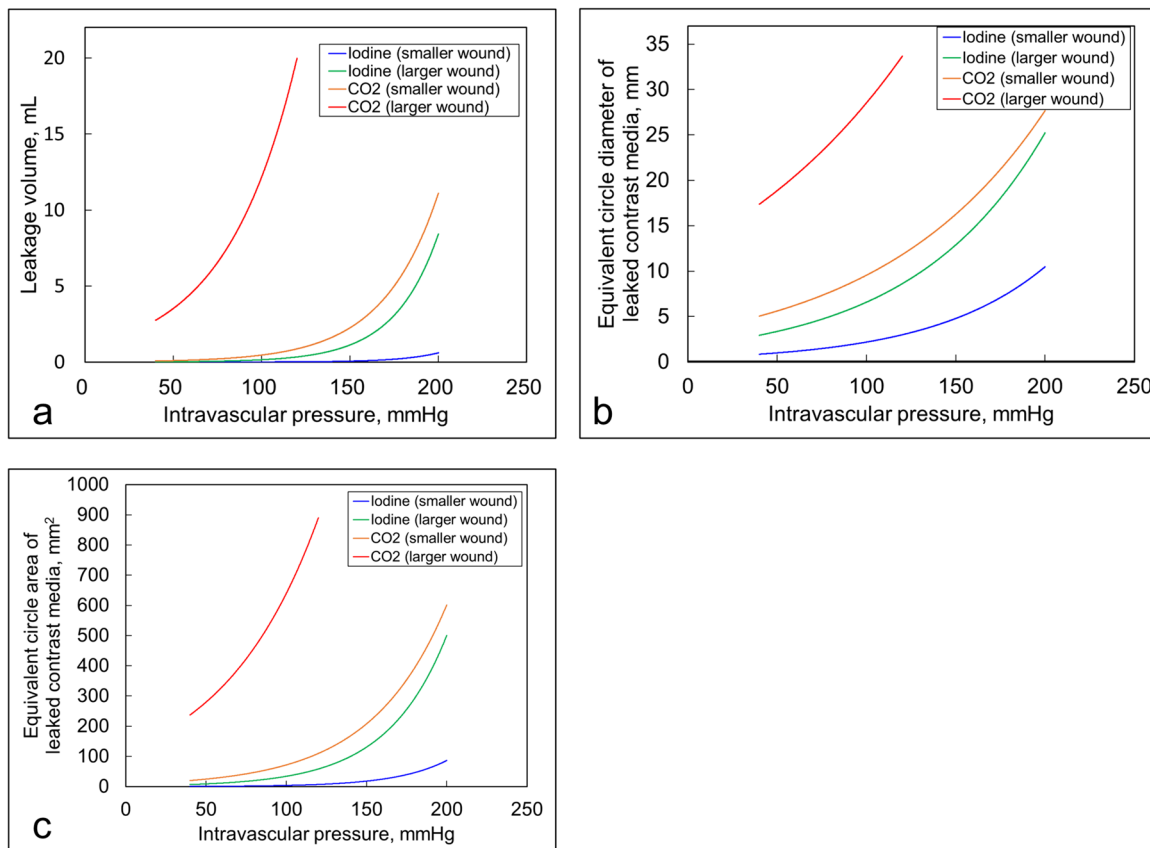 20
15
10
5
0
Leakage volume, mL
Iodine (smaller wound)
Iodine (larger wound)
CO2 (smaller wound)
CO2 (larger wound)
0 50 100 150 200 250
Intravascular pressure, mmHg
a
35
30
25
20
15
10
5
0
Equivalent circle diameter of
leaked contrast media, mm
Iodine (smaller wound)
Iodine (larger wound)
CO2 (smaller wound)
CO2 (larger wound)
0 50 100 150 200 250
Intravascular pressure, mmHg
b
1000
900
800
700
600
500
400
300
200
100
0
Equivalent circle area of
leaked contrast media, mm²
Iodine (smaller wound)
Iodine (larger wound)
CO2 (smaller wound)
CO2 (larger wound)
0 50 100 150 200 250
Intravascular pressure, mmHg
c